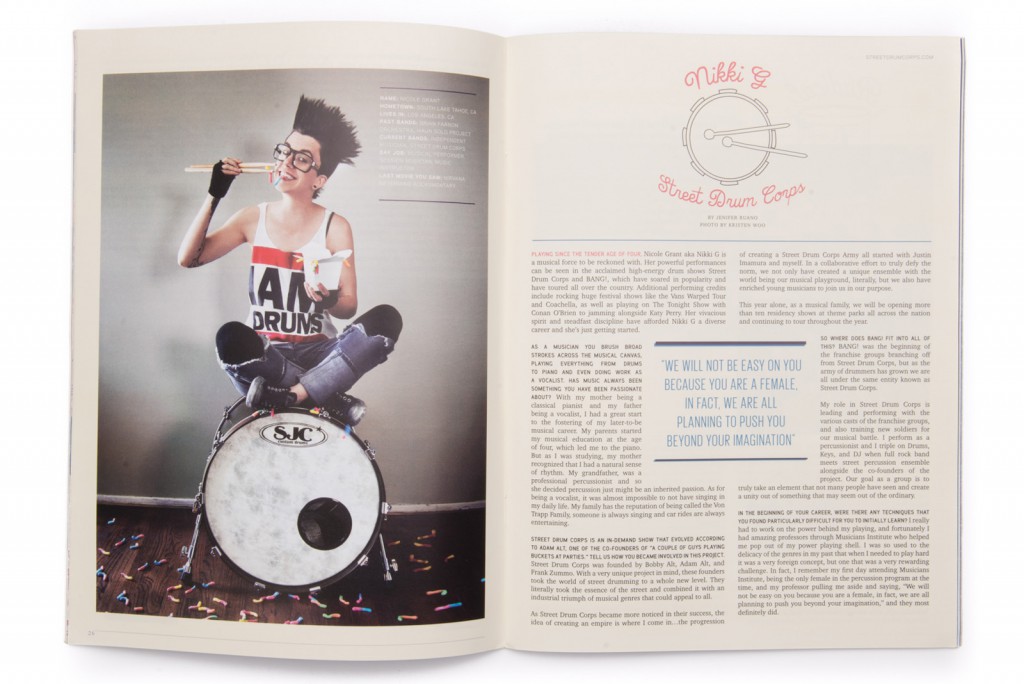 NAME: NICOLE GRANT
HOMETOWN: SOUTH LAKE TAHOE, CA
LIVES IN: LOS ANGELES, CA
PAST BANDS:
CURRENT BANDS:
DAY JOB:
LAST MOVIE YOU SAW:
I AM
DRUMS
SJC
CUSTOM DRUMS
STREETDRUMCORPS.COM
Nikki G
Street Drum Corps
BY
PHOTO BY KRISTEN
PLAYING SINCE THE TENDER AGE OF FOUR, Nicole Grant aka Nikki G is
a musical force to be reckoned with. Her powerful performances
can be seen in the acclaimed high-energy drum shows Street
Drum Corps and BANG!, which have soared in popularity and
have toured all over the country. Additional performing credits
include rocking huge festival shows like the Vans Warped Tour
and Coachella, as well as playing on The Tonight Show with
Conan O'Brion to jamming alongside Katy Perry. Her vivacious
spirit and steadfast discipline have afforded Nikki G a diverse
career and she's just getting started.
AS A MUSICIAN YOU BRUSH BROAD
STROKES ACROSS THE MUSICAL CANVAS,
PLAYING EVERYTHING FROM DRUMS
TO PIANO AND EVEN DOING WORK AS
A VOCALIST. HAS MUSIC ALWAYS BEEN
SOMETHING YOU HAVE BEEN PASSIONATE
ABOUT? With my mother being a
classical pianist and my father
being a vocalist, I had a great start
to the fostering of my later-to-be
musical career. My parents started
my musical education at the age
of four, which led me to the piano.
But as I was studying, my mother
recognized that I had a natural sense
of rhythm. My grandfather, was a
professional percussionist and so
she decided percussion just might be an inherited passion. As for
being a vocalist, it was almost impossible to not have singing in
my daily life. My family has the reputation of being called the Von
Trapp Family, someone is always singing and car rides are always
entertaining.
STREET DRUM CORPS IS AN IN-DEMAND SHOW THAT EVOLVED ACCORDING
TO ADAM ALT, ONE OF THE CO-FOUNDERS OF "A COUPLE OF GUYS PLAYING
BUCKETS AT PARTIES." TELL US HOW YOU BECAME INVOLVED IN THIS PROJECT.
Street Drum Corps was founded by Bobby Alt, Adam Alt, and
Frank Zummo. With a very unique project in mind, these founders
took the world of street drumming to a whole new level. They
literally took the essence of the street and combined it with an
industrial triumph of musical genres that could appeal to all.
As Street Drum Corps became more noticed in their success, the
idea of creating an empire is where I come in...the progression
of creating a Street Drum Corps Army all started with Justin
Imamura and myself. In a collaborative effort to truly defy the
norm, we not only have created a unique ensemble with the
world being our musical playground, literally, but we also have
enriched young musicians to join us in our purpose.
This year alone, as a musical family, we will be opening more
than ten residency shows at theme parks all across the nation
and continuing to tour throughout the year.
"WE WILL NOT BE EASY ON YOU
BECAUSE YOU ARE A FEMALE,
IN FACT, WE ARE ALL
PLANNING TO PUSH YOU
BEYOND YOUR IMAGINATION"
SO WHERE DOES BANG! FIT INTO ALL OF
THIS? BANG! was the beginning of
the franchise groups branching off
from Street Drum Corps, but as the
army of drummers has grown we are
all under the same entity known as
Street Drum Corps.
My role in Street Drum Corps is
leading and performing with the
various casts of the franchise groups,
and also training new soldiers for
our musical battle. I perform as a
percussionist and I triple on Drums,
Keys, and DJ when full rock band
meets street percussion ensemble
alongside the co-founders of the
project. Our goal as a group is to
truly take an element that not many people have seen and create
a unity out of something that may seem out of the ordinary.
IN THE BEGINNING OF YOUR CAREER, WERE THERE ANY TECHNIQUES THAT
YOU FOUND PARTICULARLY DIFFICULT FOR YOU TO INITIALLY LEARN? I really
had to work on the power behind my playing, and fortunately I
had amazing professors through Musicians Institute who helped
me pop out of my power playing shell. I was so used to the
delicacy of the genres in my past that when I needed to play hard
it was a very foreign concept, but one that was a very rewarding
challenge. In fact, I remember my first day attending Musicians
Institute, being the only female in the percussion program at the
time, and my professor pulling me aside and saying, "We will
not be easy on you because you are a female, in fact, we are all
planning to push you beyond your imagination," and they most
definitely did.